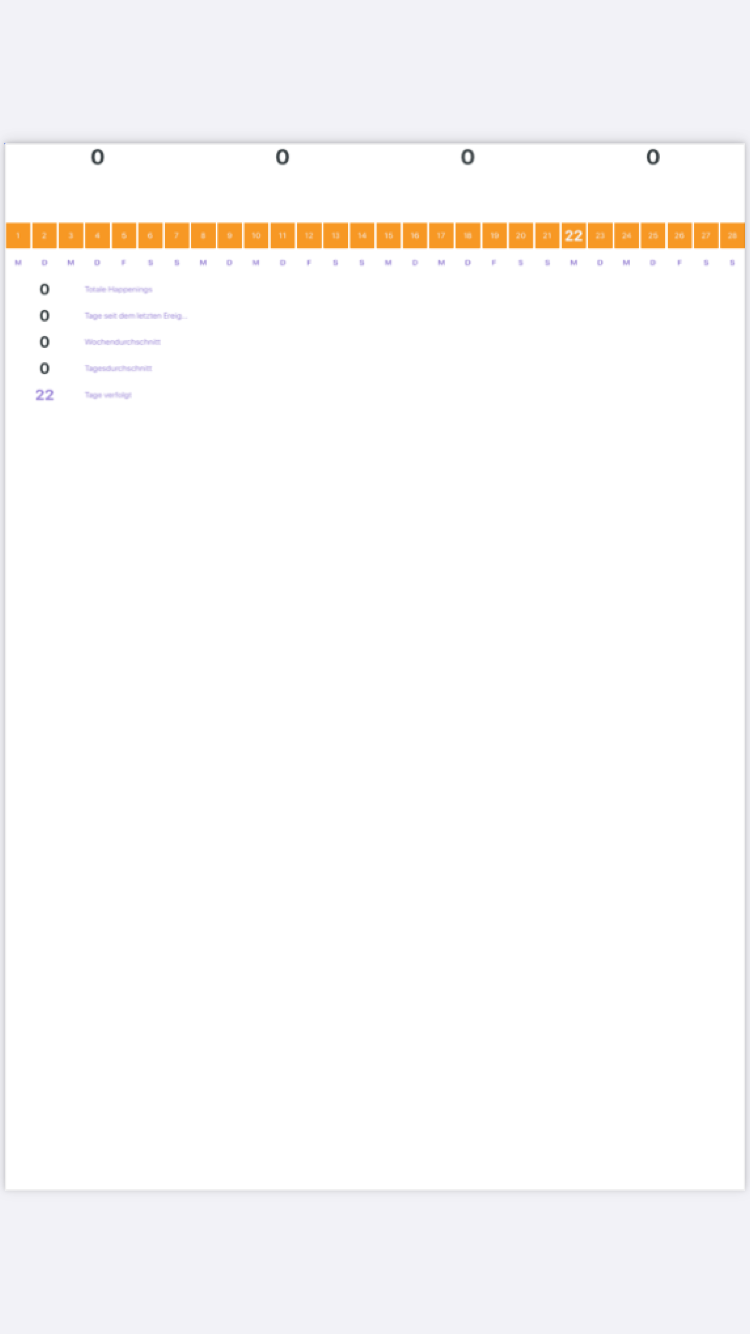 0 0 0 0
1 2 3 4 5 6 7 8 9 10 11 12 13 14 15 16 17 18 19 20 21 22 23 24 25 26 27 28
M D M D F S S M D M D F S S M D M D F S S M D M D F S S
0 Totale Happenings
0 Tage seit dem letzten Ereig...
0 Wochendurchschnitt
0 Tagesdurchschnitt
22 Tage verfolgt